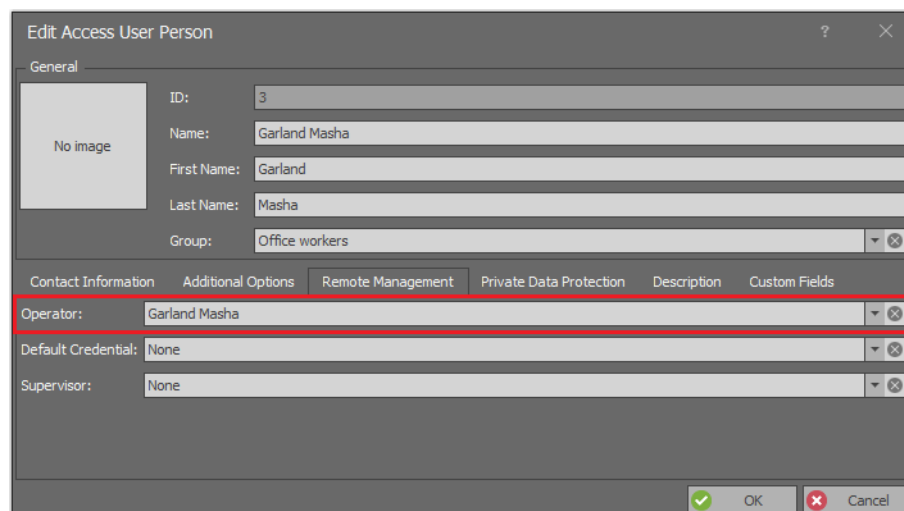 Edit Access User Person ?
General
No image
ID: 3
Name: Garland Masha
First Name: Garland
Last Name: Masha
Group: Office workers
Contact Information Additional Options Remote Management Private Data Protection Description Custom Fields
Operator: Garland Masha
Default Credential: None
Supervisor: None
OK Cancel